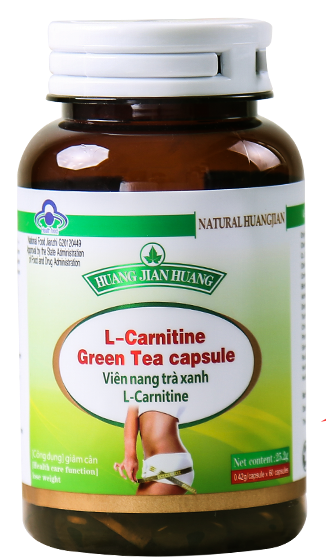 NATURAL HUANGJIAN
National Food Jianzhi G20120449
Approved by the State Administration
of Food and Drug Administration
HUANG JIAN HUANG
L-Carnitine
Green Tea capsule
Viên nang trà xanh
L-Carnitine
[Công dụng] giảm cân
[Health care function]
lose weight
Net content: 25.2g
0.42g/capsule x 60 capsules